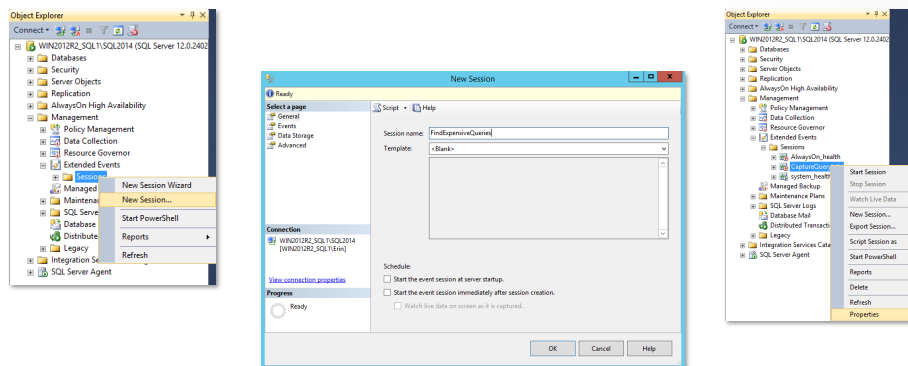 Object Explorer
Connect
WIN2012R2_SQL1\SQL2014 (SQL Server 12.0.2402
Databases
Security
Server Objects
Replication
AlwaysOn High Availability
Management
Policy Management
Data Collection
Resource Governor
Extended Events
Sessions
Managed
Maintenan
SQL Serve
Database
Distribute
Legacy
Integration Se
SQL Server Agent
New Session Wizard
New Session...
Start PowerShell
Reports
Refresh
New Session
Ready
Select a page
General
Events
Data Storage
Advanced
Script
Help
Session name:
FindExpensiveQueries
Template:
<Blank>
Connection
WIN2012R2_SQL1\SQL2014
[WIN2012R2_SQL1\Erin]
View connection properties
Progress
Ready
Schedule:
Start the event session at server startup.
Start the event session immediately after session creation.
Watch live data on screen as it is captured.
OK
Cancel
Help
Object Explorer
Connect
WIN2012R2_SQL1\SQL2014 (SQL Server 12.0.2402
Databases
Security
Server Objects
Replication
AlwaysOn High Availability
Management
Policy Management
Data Collection
Resource Governor
Extended Events
Sessions
AlwaysOn_health
CaptureQuery
system_health
Managed Backup
Maintenance Plans
SQL Server Logs
Database Mail
Distributed Transacti
Legacy
Integration Services Cata
SQL Server Agent
Start Session
Stop Session
Watch Live Data
New Session...
Export Session...
Script Session as
Start PowerShell
Reports
Delete
Refresh
Properties